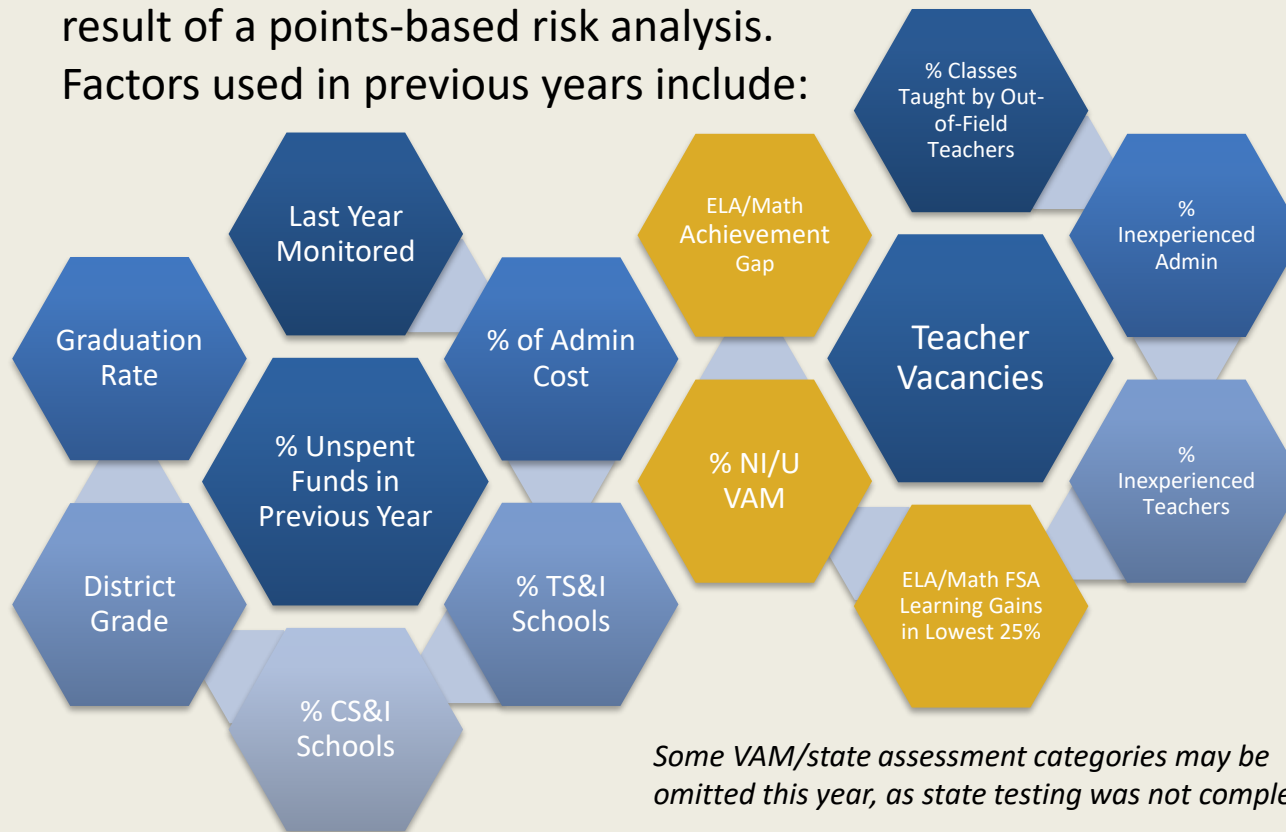 result of a points-based risk analysis.
Factors used in previous years include:
Last Year
Monitored
Graduation
Rate
% of Admin
Cost
% Unspent
Funds in
Previous Year
District
Grade
% TS&I
Schools
% CS&I
Schools
% Classes
Taught by Out-
of-Field
Teachers
ELA/Math
Achievement
Gap
%
Inexperienced
Admin
Teacher
Vacancies
% NI/U
VAM
%
Inexperienced
Teachers
ELA/Math FSA
Learning Gains
in Lowest 25%
Some VAM/state assessment categories may be
omitted this year, as state testing was not